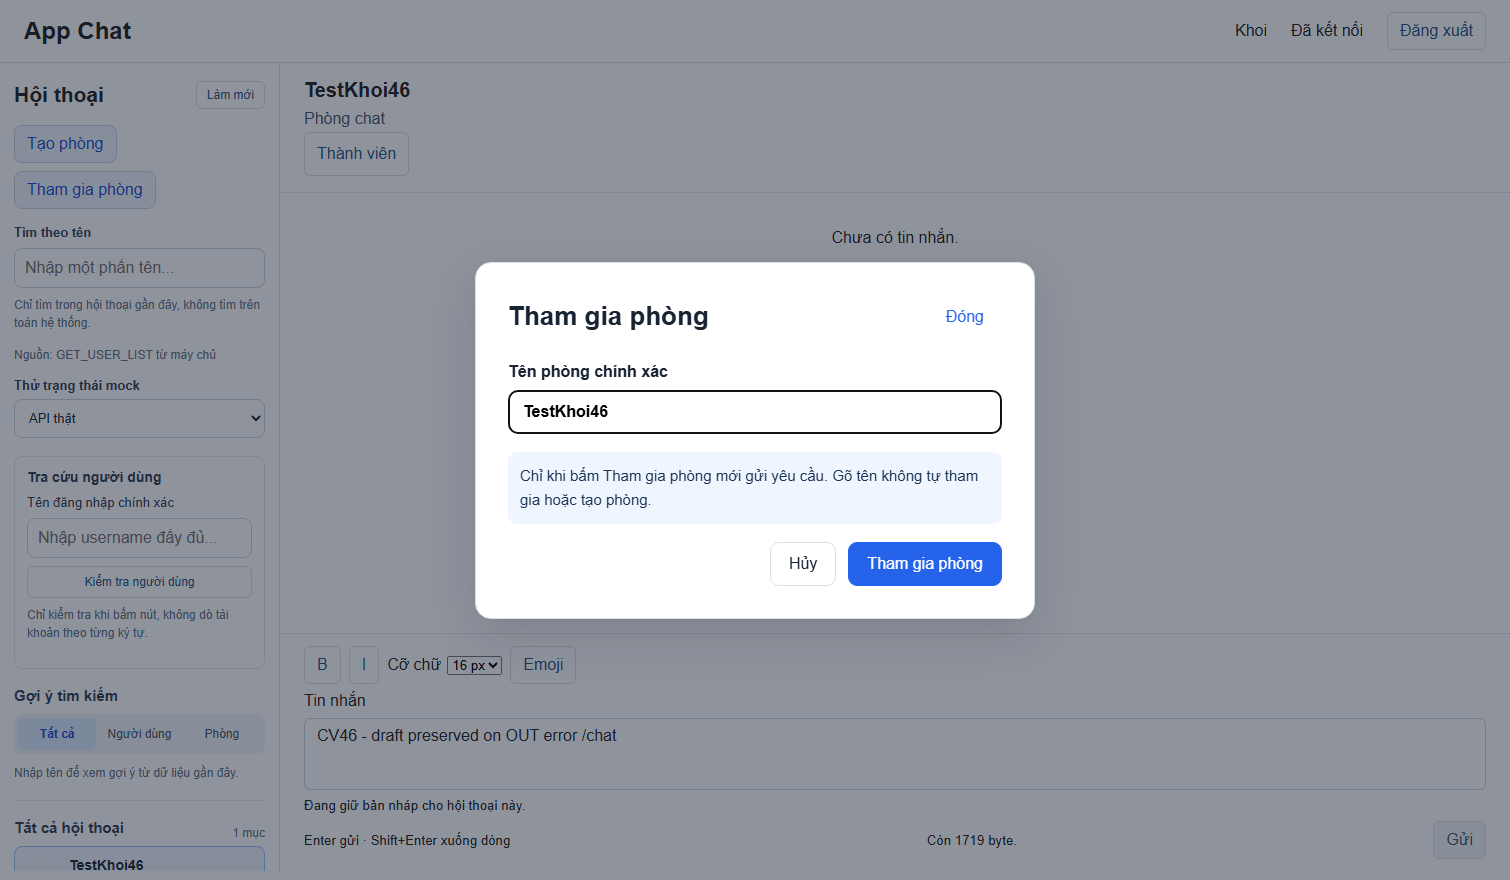 App Chat
Khoi
Đã kết nối
Đăng xuất
Hội thoại
Làm mới
Tạo phòng
Tham gia phòng
Tìm theo tên
Nhập một phần tên...
Chỉ tìm trong hội thoại gần đây, không tìm trên
toàn hệ thống.
Nguồn: GET_USER_LIST từ máy chủ
Thử trạng thái mock
API thật
Tra cứu người dùng
Tên đăng nhập chính xác
Nhập username đầy đủ...
Kiểm tra người dùng
Chỉ kiểm tra khi bấm nút, không dò tài
khoản theo từng ký tự.
Gợi ý tìm kiếm
Tất cả
Người dùng
Phòng
Nhập tên để xem gợi ý từ dữ liệu gần đây.
Tất cả hội thoại
1 mục
TestKhoi46
TestKhoi46
Phòng chat
Thành viên
Chưa có tin nhắn.
Tham gia phòng
Đóng
Tên phòng chính xác
TestKhoi46
Chỉ khi bấm Tham gia phòng mới gửi yêu cầu. Gõ tên không tự tham
gia hoặc tạo phòng.
Hủy
Tham gia phòng
B
I
Cỡ chữ
16 px
Emoji
Tin nhắn
CV46 - draft preserved on OUT error /chat
Đang giữ bản nháp cho hội thoại này.
Enter gửi · Shift+Enter xuống dòng
Còn 1719 byte.
Gửi